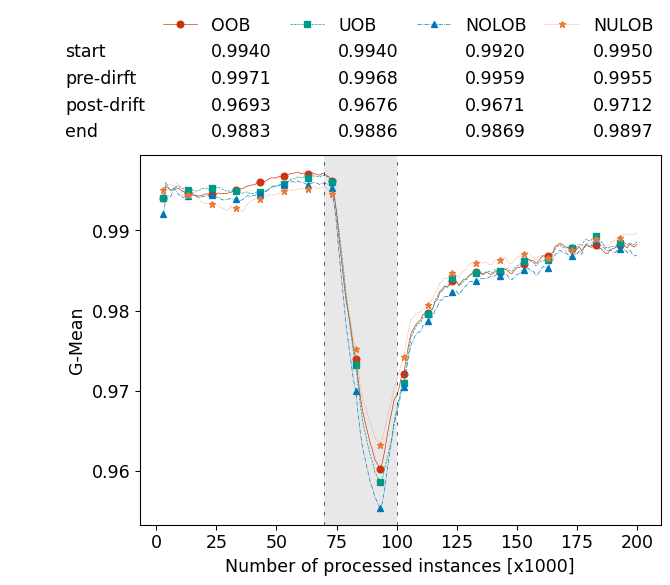 OOB UOB NOLOB NULOB
start 0.9940 0.9940 0.9920 0.9950
pre-dirft 0.9971 0.9968 0.9959 0.9955
post-drift 0.9693 0.9676 0.9671 0.9712
end 0.9883 0.9886 0.9869 0.9897
0.99
0.98
0.97
0.96
G-Mean
0 25 50 75 100 125 150 175 200
Number of processed instances [x1000]